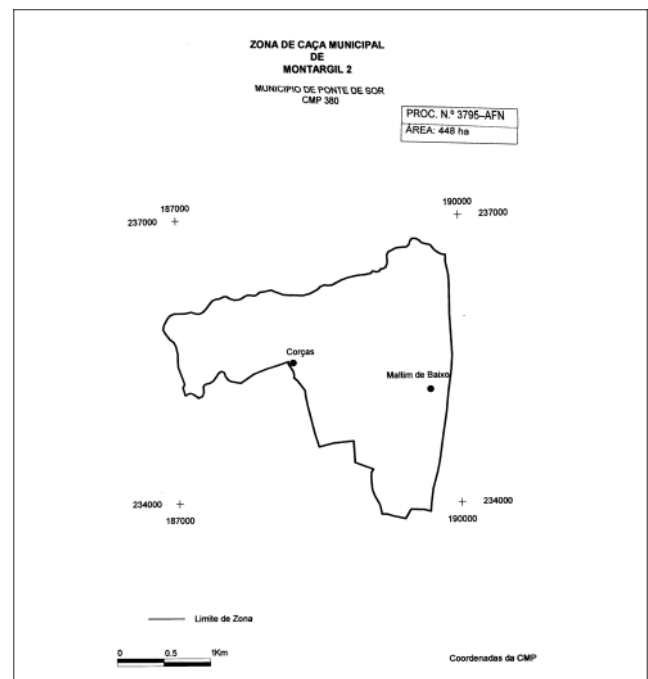 ZONA DE CAÇA MUNICIPAL
DE
MONTARGIL 2
MUNICÍPIO DE PONTE DE SOR
CMP 380
PROC. N.º 3795–AFN
ÁREA: 448 ha
187000
237000
190000
237000
Corças
Maltim de Baixo
234000
187000
234000
190000
Limite de Zona
0 0.5 1Km
Coordenadas da CMP